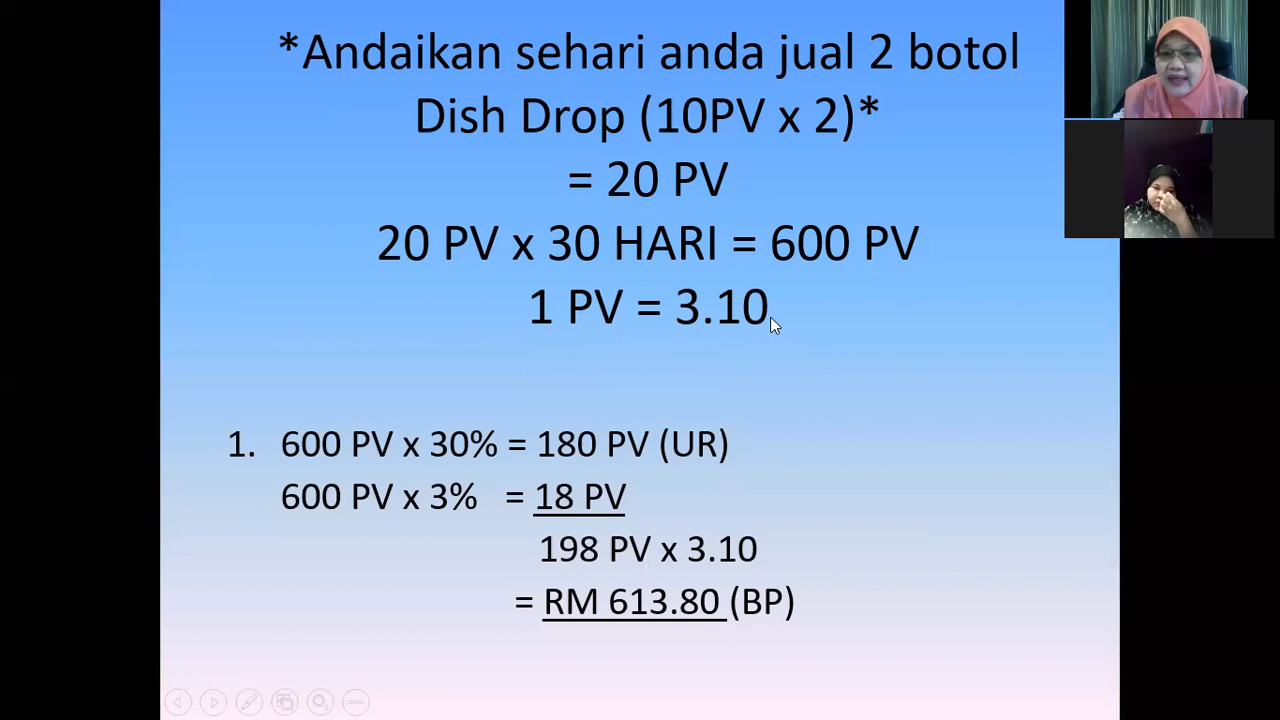 *Andaikan sehari anda jual 2 botol
Dish Drop (10PV x 2)*
= 20 PV
20 PV x 30 HARI = 600 PV
1 PV = 3.10
1. 600 PV x 30% = 180 PV (UR)
600 PV x 3% = 18 PV
198 PV x 3.10
= RM 613.80 (BP)